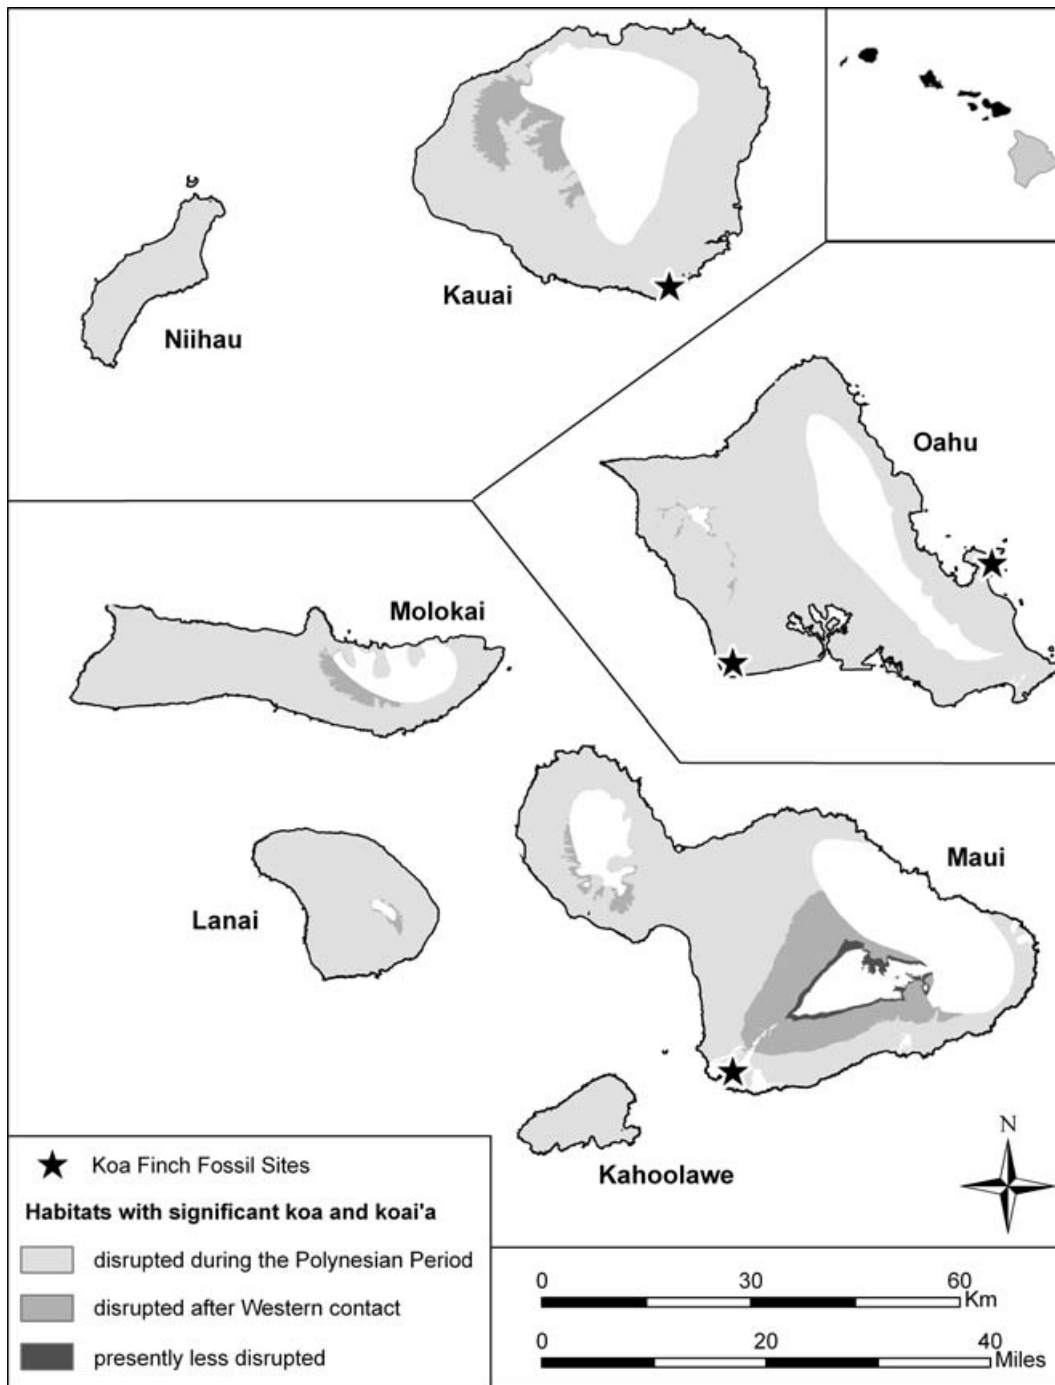 Kauai
Niihau
Oahu
Molokai
Maui
Lanai
Kahoolawe
N
Koa Finch Fossil Sites
Habitats with significant koa and koai'a
disrupted during the Polynesian Period
disrupted after Western contact
presently less disrupted
0 30 60
Km
0 20 40
Miles